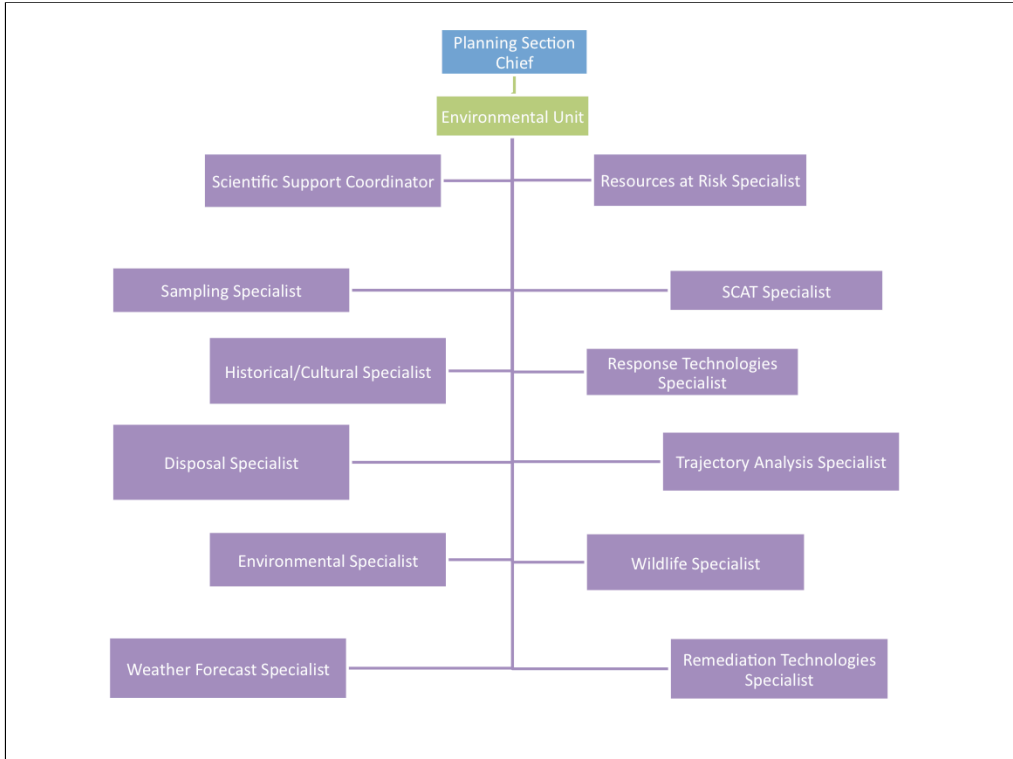 Planning Section
Chief
Environmental Unit
Scientific Support Coordinator
Resources at Risk Specialist
Sampling Specialist
SCAT Specialist
Historical/Cultural Specialist
Response Technologies
Specialist
Disposal Specialist
Trajectory Analysis Specialist
Environmental Specialist
Wildlife Specialist
Weather Forecast Specialist
Remediation Technologies
Specialist